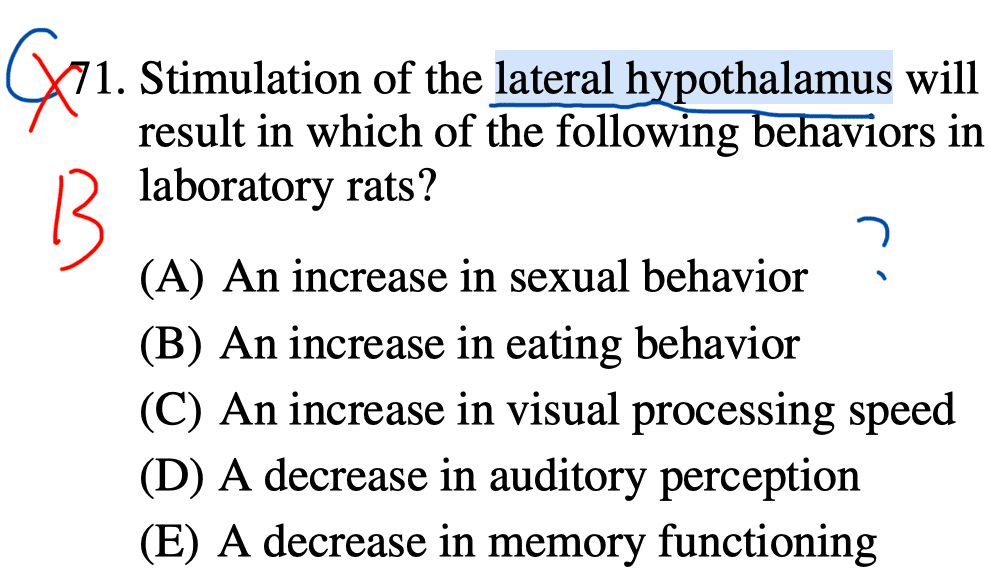 C 71. Stimulation of the lateral hypothalamus will
result in which of the following behaviors in
B laboratory rats?
?
(A) An increase in sexual behavior
(B) An increase in eating behavior
(C) An increase in visual processing speed
(D) A decrease in auditory perception
(E) A decrease in memory functioning